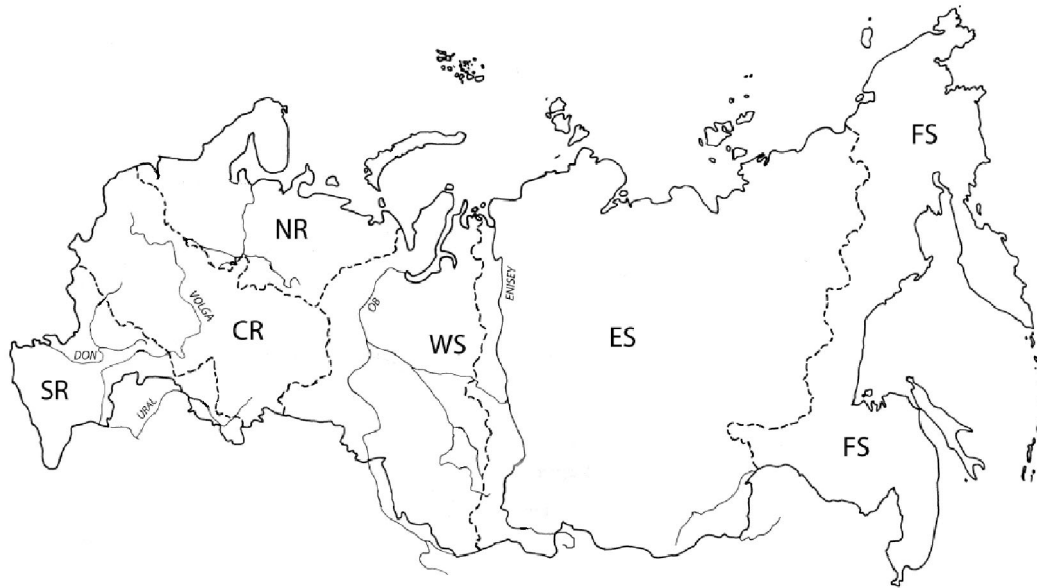 FS
NR
ENISEY
VOLGA
OB
CR
WS
ES
DON
SR
URAL
FS